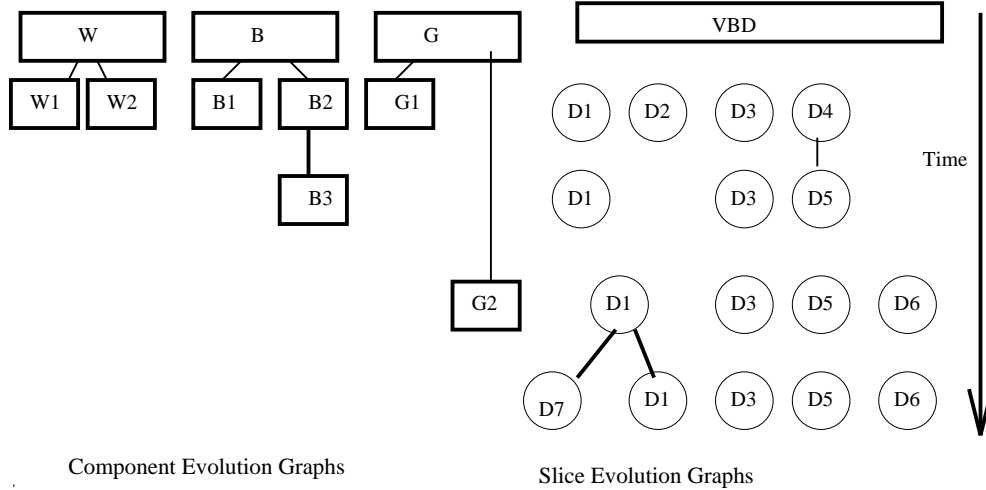 W B G VBD
W1 W2 B1 B2 G1 D1 D2 D3 D4
Time
B3 D1 D3 D5
G2 D1 D3 D5 D6
D7 D1 D3 D5 D6
Component Evolution Graphs
Slice Evolution Graphs